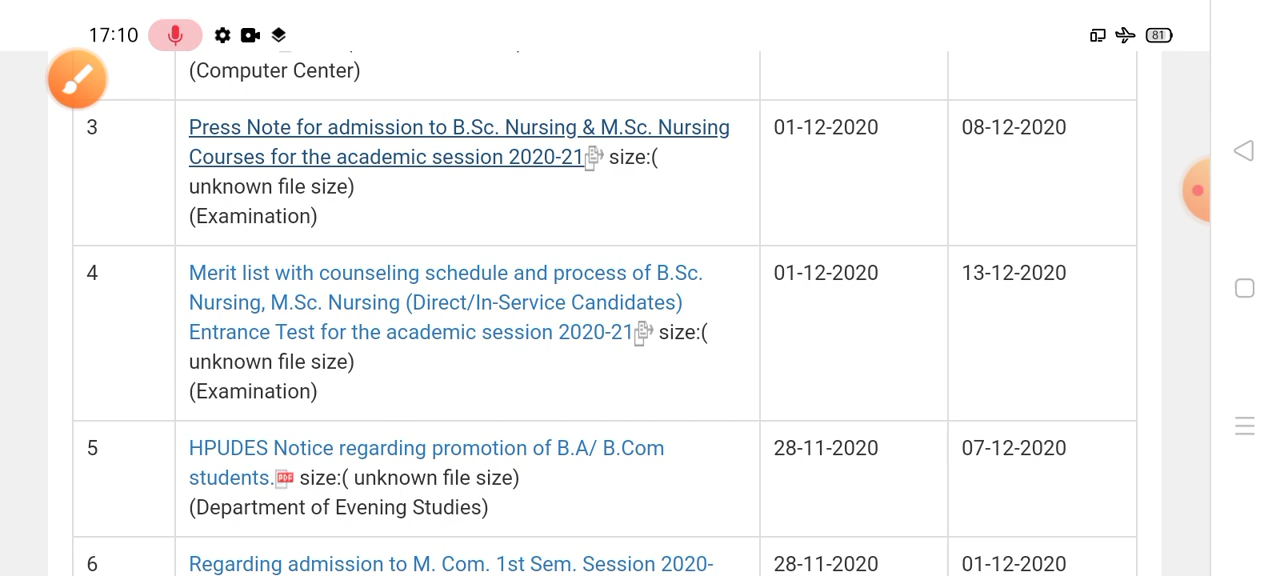 17:10
81
(Computer Center)
3
Press Note for admission to B.Sc. Nursing & M.Sc. Nursing
01-12-2020
08-12-2020
Courses for the academic session 2020-21 size:(
unknown file size)
(Examination)
4
Merit list with counseling schedule and process of B.Sc.
01-12-2020
13-12-2020
Nursing, M.Sc. Nursing (Direct/In-Service Candidates)
Entrance Test for the academic session 2020-21 size:(
unknown file size)
(Examination)
5
HPUDES Notice regarding promotion of B.A/ B.Com
28-11-2020
07-12-2020
students. PDF size:( unknown file size)
(Department of Evening Studies)
6
Regarding admission to M. Com. 1st Sem. Session 2020-
28-11-2020
01-12-2020